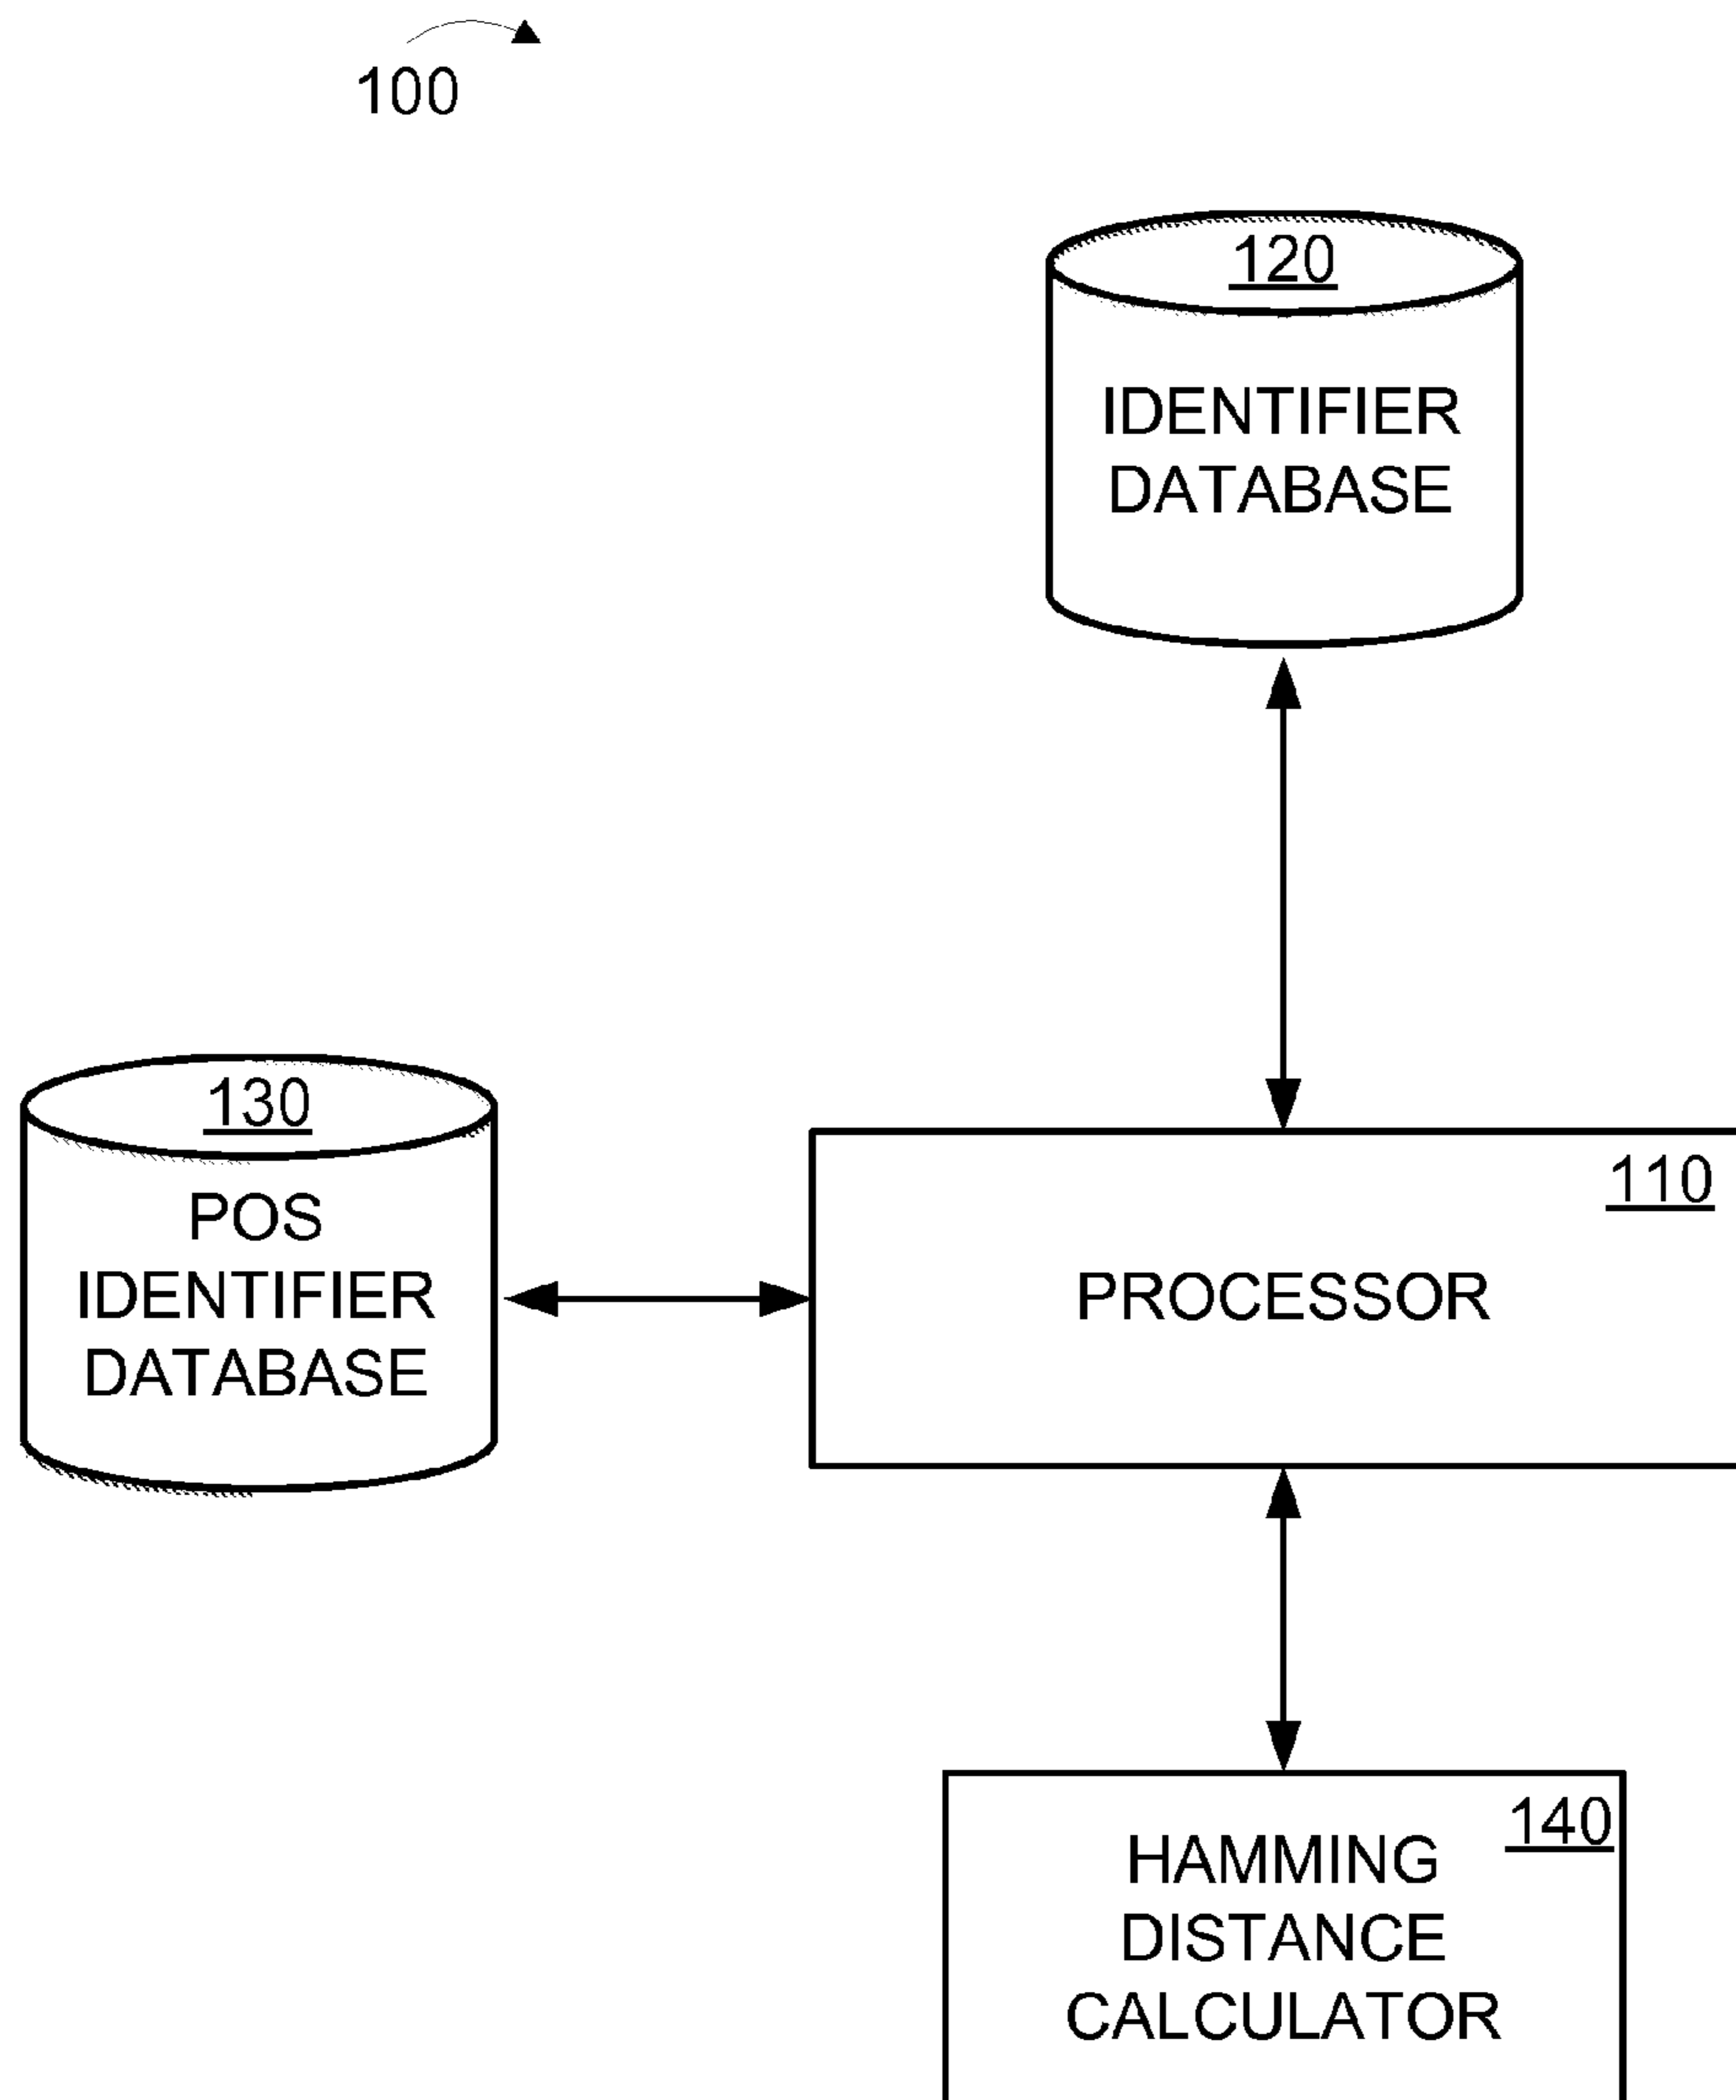 100
120
IDENTIFIER
DATABASE
130
POS
IDENTIFIER
DATABASE
110
PROCESSOR
140
HAMMING
DISTANCE
CALCULATOR